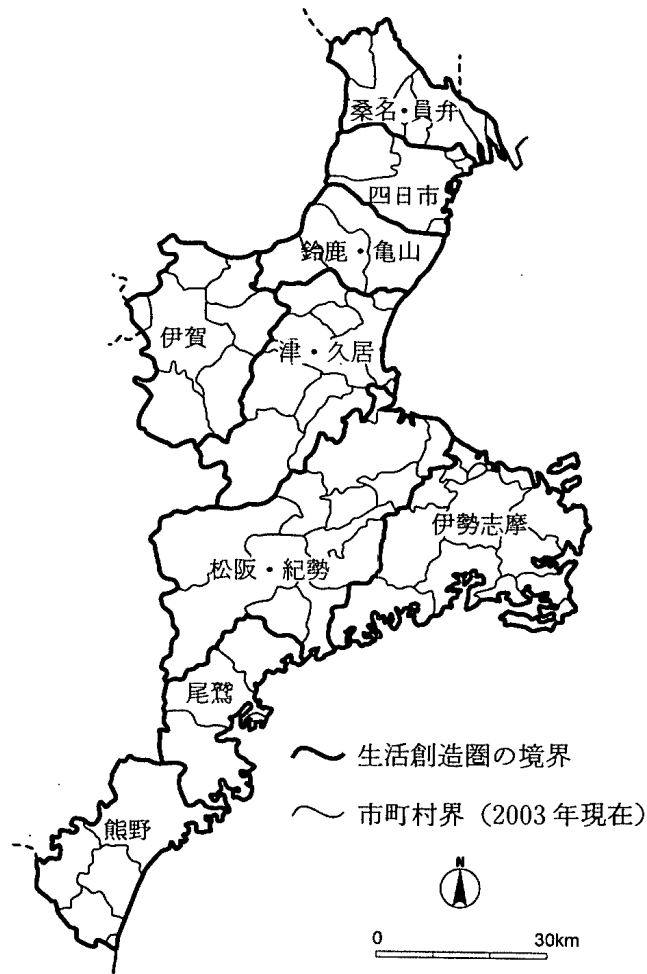 桑名・員弁
四日市
鈴鹿・亀山
伊賀
津・久居
伊勢志摩
松阪・紀勢
尾鷲
生活創造圏の境界
市町村界（2003年現在）
熊野
N
0 30km